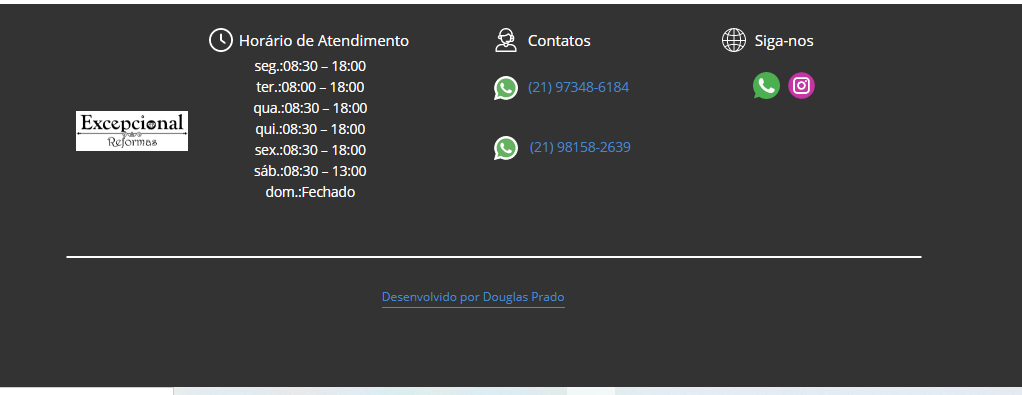 Excepcional
Reformas
Horário de Atendimento
seg.:08:30 – 18:00
ter.:08:00 – 18:00
qua.:08:30 – 18:00
qui.:08:30 – 18:00
sex.:08:30 – 18:00
sáb.:08:30 – 13:00
dom.:Fechado
Contatos
(21) 97348-6184
(21) 98158-2639
Siga-nos
Desenvolvido por Douglas Prado